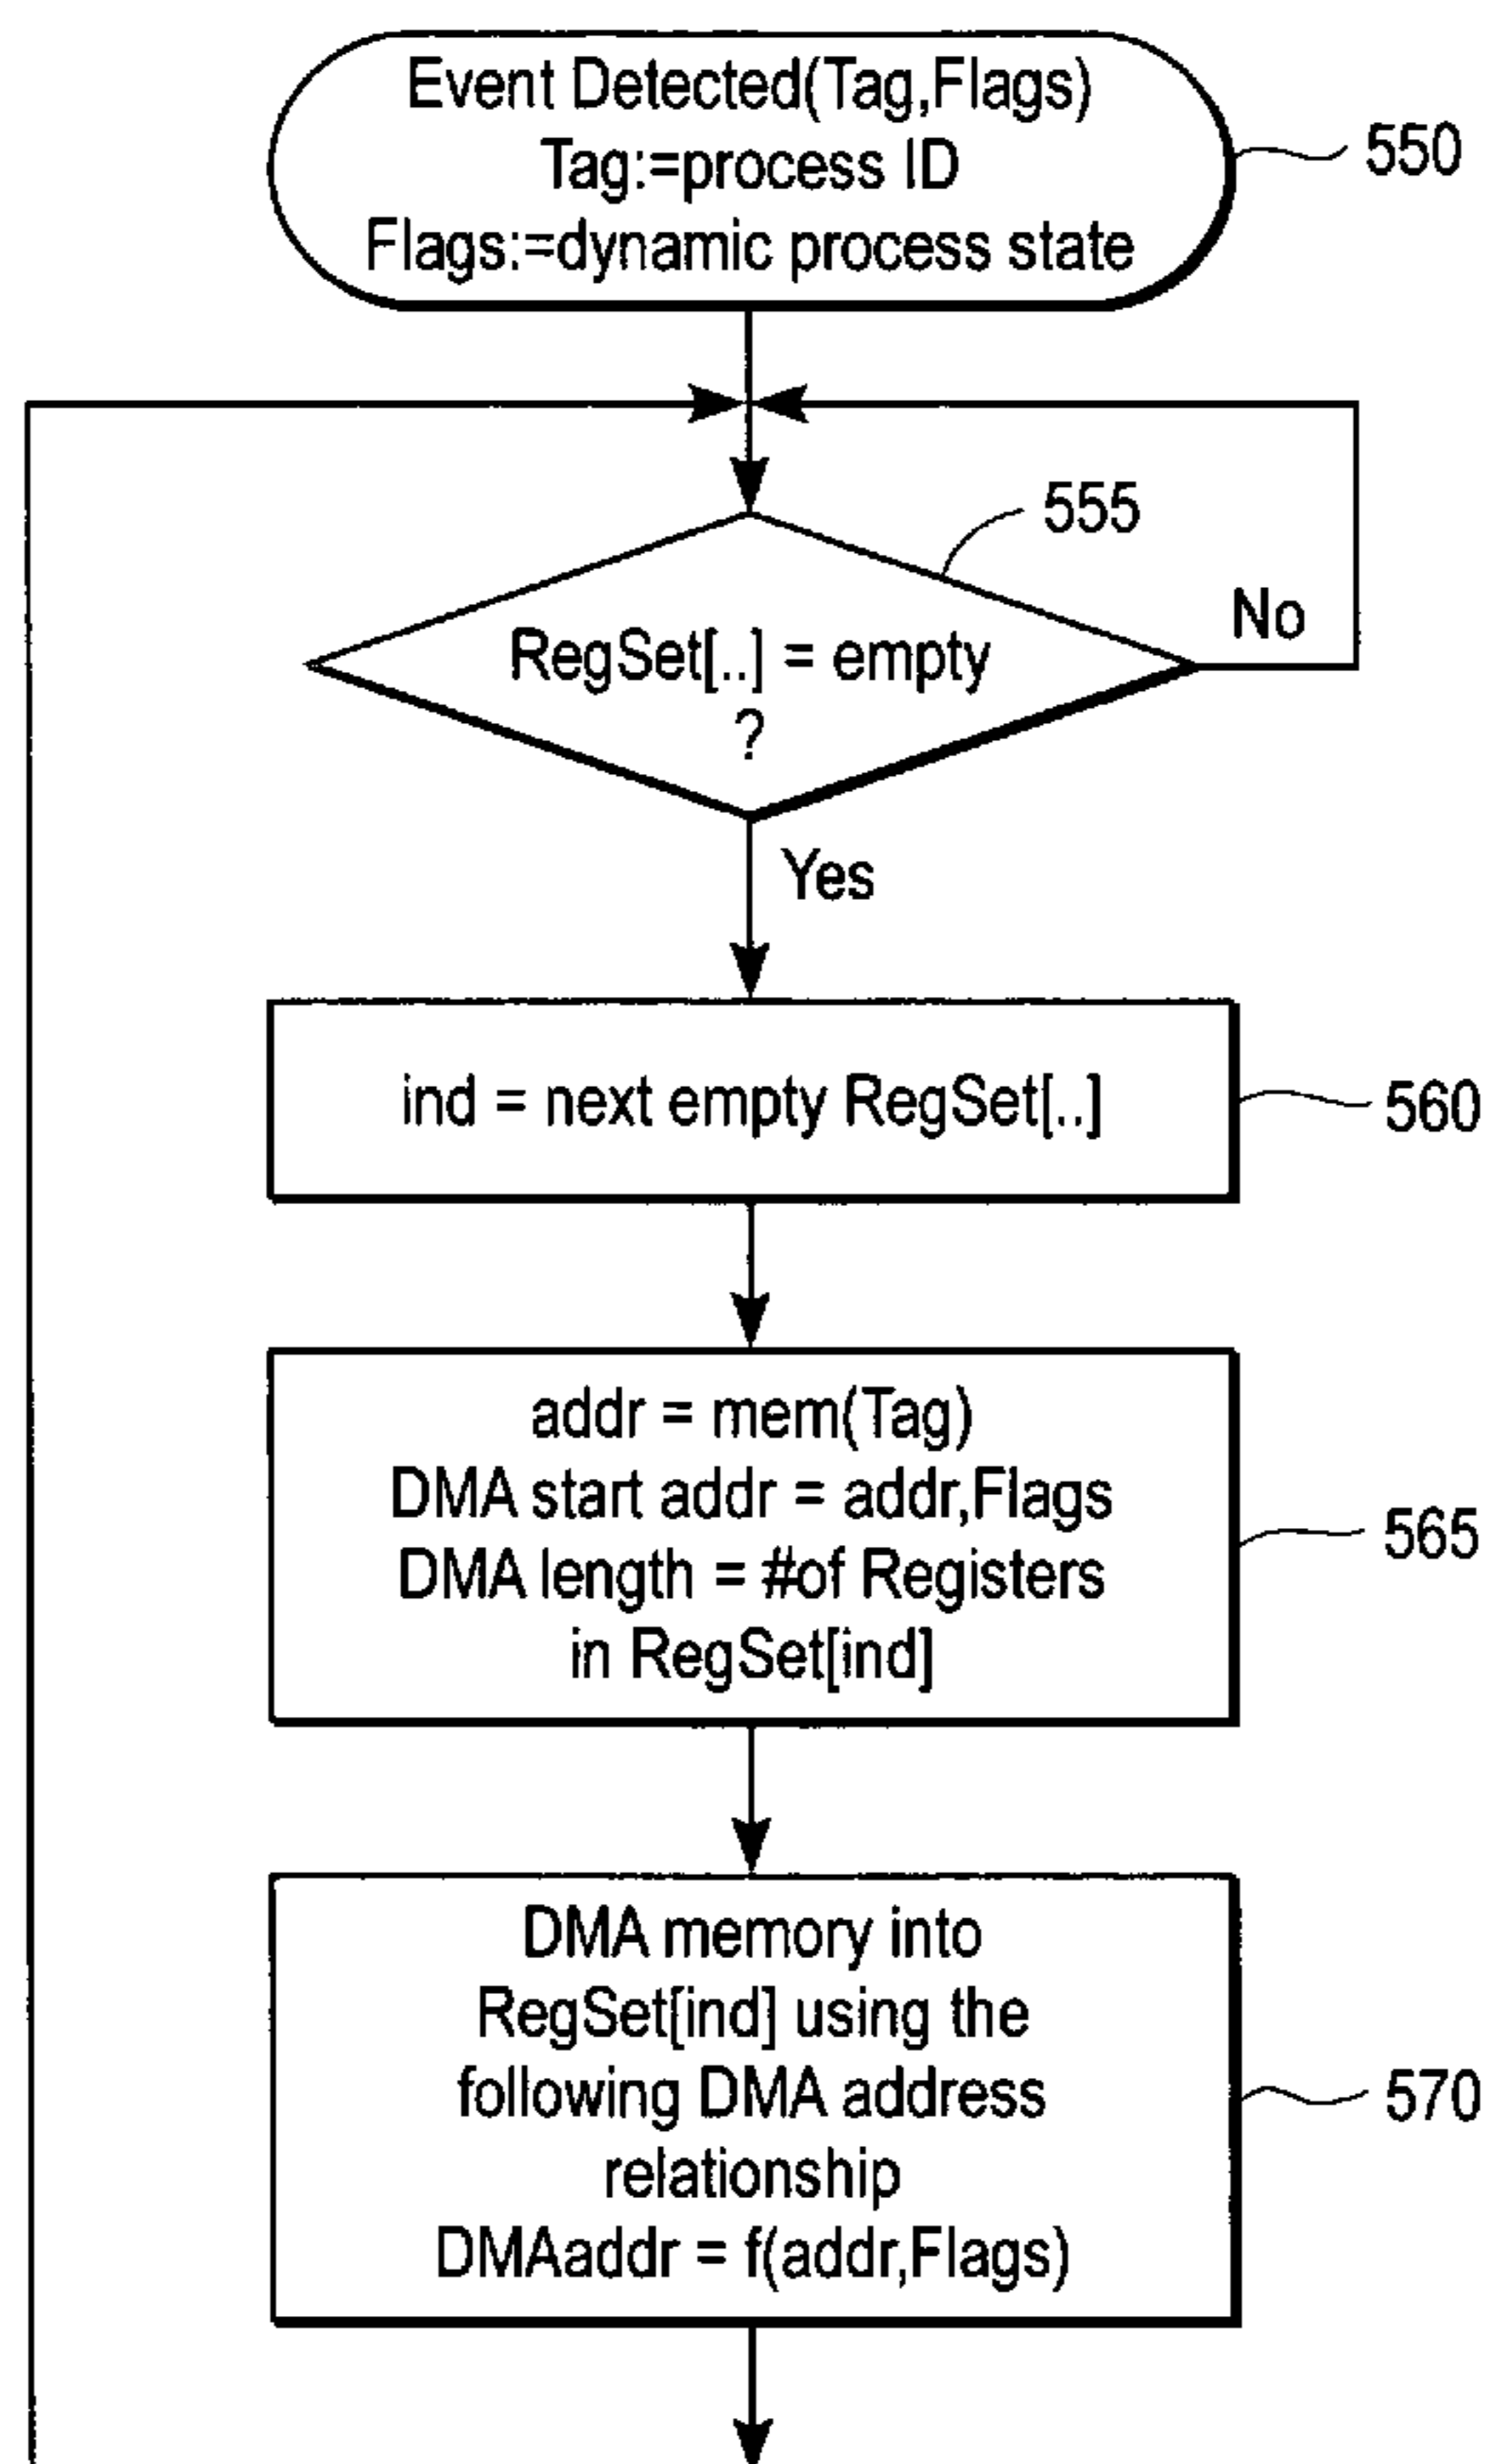 Event Detected(Tag,Flags)
Tag:=process ID
Flags:=dynamic process state
550
555
No
RegSet[..] = empty
?
Yes
ind = next empty RegSet[..]
560
addr = mem(Tag)
DMA start addr = addr,Flags
DMA length = #of Registers
in RegSet[ind]
565
DMA memory into
RegSet[ind] using the
following DMA address
relationship
DMAaddr = f(addr,Flags)
570